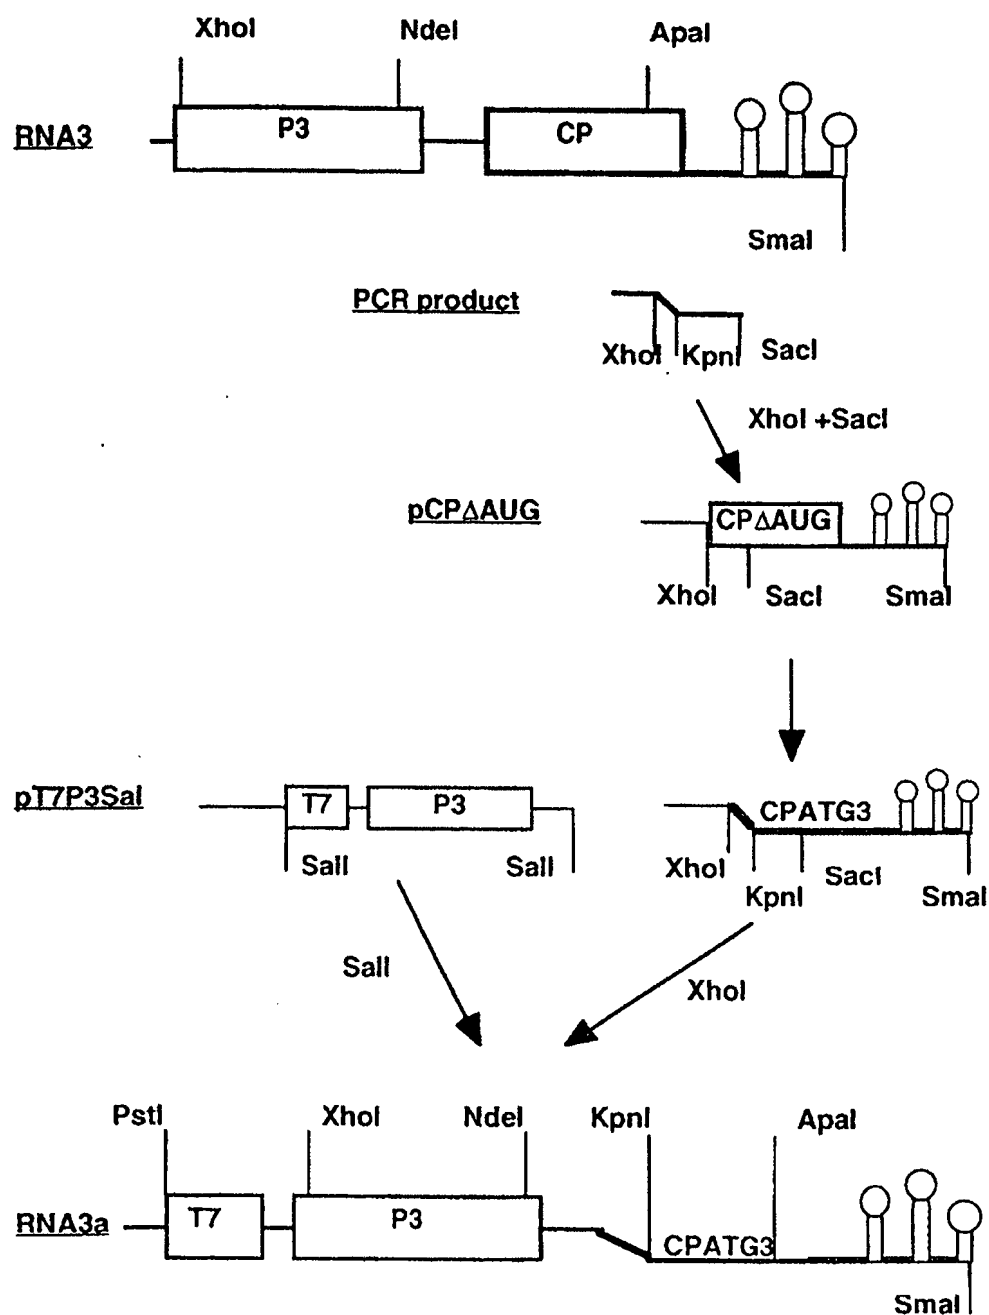 XhoI NdeI ApaI
RNA3 P3 CP
SmaI
PCR product
XhoI KpnI SacI
XhoI +SacI
pCPΔAUG CPΔAUG
XhoI SacI SmaI
pT7P3Sal T7 P3 CPATG3
SalI SalI XhoI SacI
KpnI SmaI
SalI XhoI
PstI XhoI NdeI KpnI ApaI
RNA3a T7 P3 CPATG3
SmaI